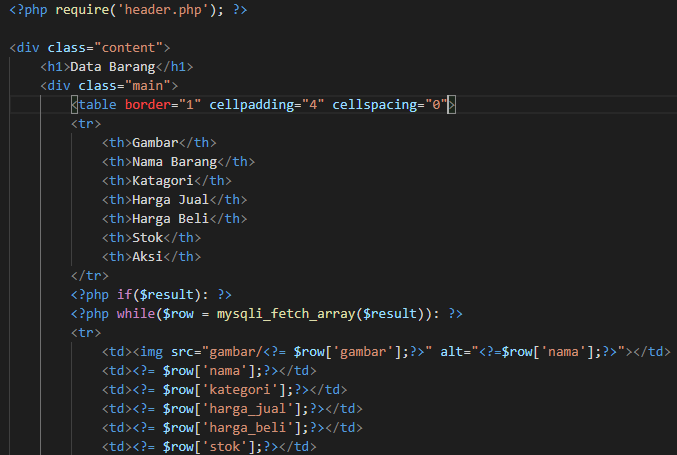 <?php require('header.php'); ?>
<div class="content">
<h1>Data Barang</h1>
<div class="main">
<table border="1" cellpadding="4" cellspacing="0">
<tr>
<th>Gambar</th>
<th>Nama Barang</th>
<th>Katagori</th>
<th>Harga Jual</th>
<th>Harga Beli</th>
<th>Stok</th>
<th>Aksi</th>
</tr>
<?php if($result): ?>
<?php while($row = mysqli_fetch_array($result)): ?>
<tr>
<td><img src="gambar/<?= $row['gambar'];?>" alt="<?=$row['nama'];?>"></td>
<td><?= $row['nama'];?></td>
<td><?= $row['kategori'];?></td>
<td><?= $row['harga_jual'];?></td>
<td><?= $row['harga_beli'];?></td>
<td><?= $row['stok'];?></td>